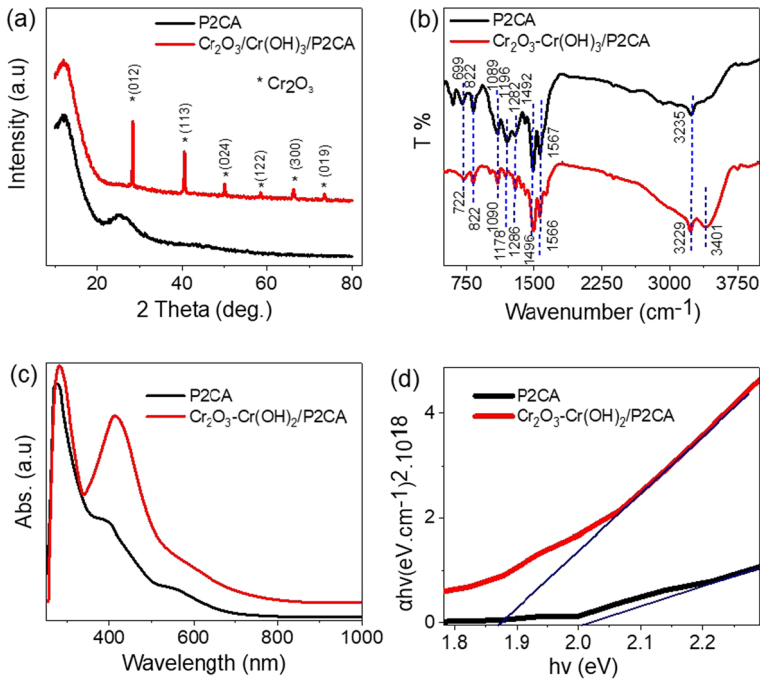 (a)
P2CA
Cr₂O₃/Cr(OH)₃/P2CA
* Cr₂O₃
* (012)
* (113)
* (024)
* (122)
* (300)
* (019)
Intensity (a.u)
20 40 60 80
2 Theta (deg.)
(b)
P2CA
Cr₂O₃-Cr(OH)₃/P2CA
699
822
1089
1196
1282
1492
1567
3235
722
822
1090
1178
1286
1496
1566
3229
3401
T %
750 1500 2250 3000 3750
Wavenumber (cm⁻¹)
(c)
P2CA
Cr₂O₃-Cr(OH)₂/P2CA
Abs. (a.u)
400 600 800 1000
Wavelength (nm)
(d)
P2CA
Cr₂O₃-Cr(OH)₂/P2CA
αhν(eV.cm⁻¹)2.1018
4
2
0
1.8 1.9 2.0 2.1 2.2
hν (eV)